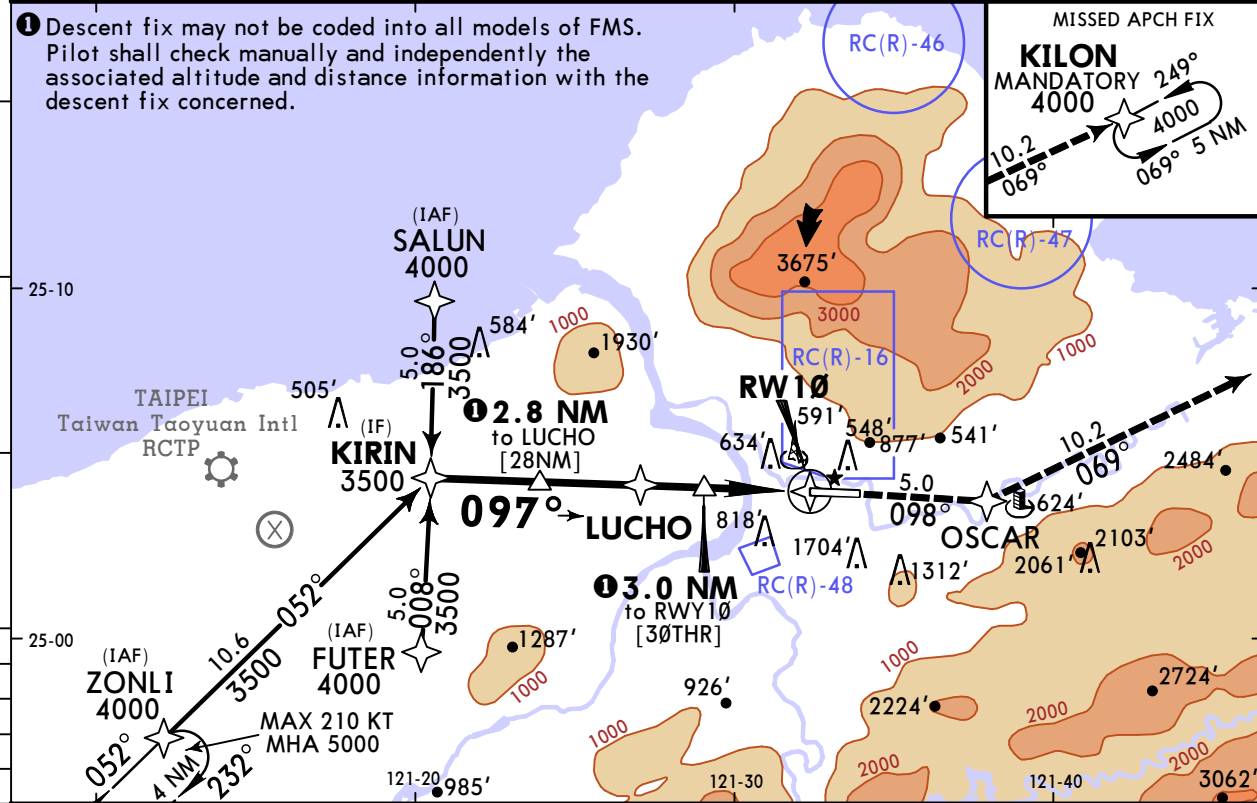 ❶ Descent fix may not be coded into all models of FMS.
Pilot shall check manually and independently the
associated altitude and distance information with the
descent fix concerned.
MISSED APCH FIX
KILON
MANDATORY
4000
249°
4000
069° 5 NM
10.2
069°
RC(R)-46
RC(R)-47
(IAF)
SALUN
4000
3675'
25-10
3000
1000
584'
1930'
5.0
186°
3500
RC(R)-16
1000
2000
505'
TAIPEI
Taiwan Taoyuan Intl
RCTP
RW1Ø
❶ 2.8 NM
to LUCHO
[28NM]
591'
548'
634'
877'
541'
(IF)
KIRIN
3500
10.2
069°
2484'
5.0
098°
097°
LUCHO
OSCAR
624'
818'
1704'
1312'
2103'
2061'
2000
RC(R)-48
❶ 3.0 NM
to RWY1Ø
[3ØTHR]
5.0
008°
3500
052°
25-00
10.6
3500
(IAF)
FUTER
4000
1287'
1000
(IAF)
ZONLI
4000
926'
1000
2724'
2224'
2000
MAX 210 KT
MHA 5000
1000
052°
4 NM
232°
121-20
985'
121-30
2000
121-40
2000
3062'